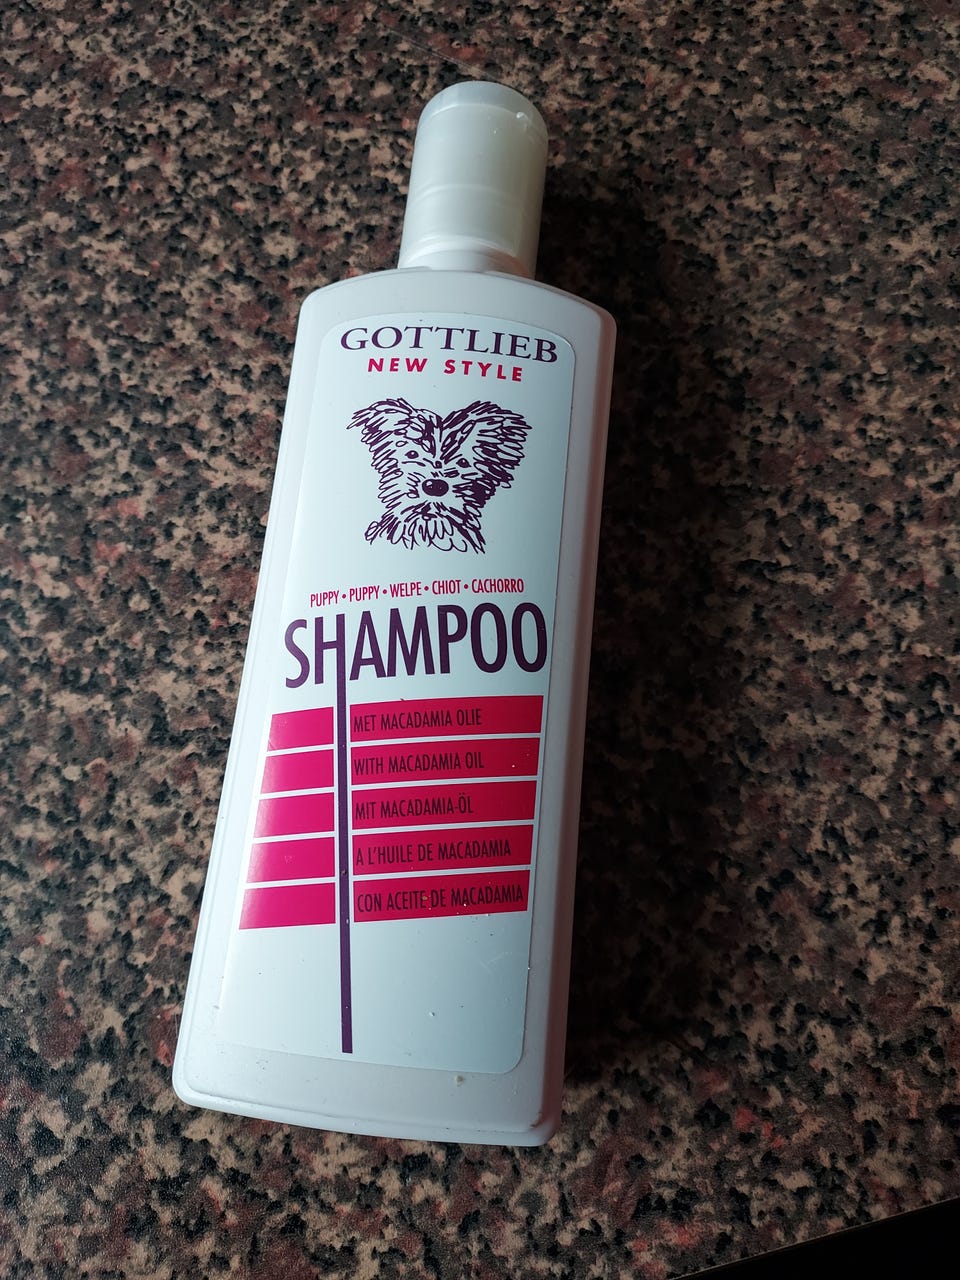 GOTTLIEB
NEW STYLE
PUPPY • PUPPY • WELPE • CHIOT • CACHORRO
SHAMPOO
MET MACADAMIA OLIE
WITH MACADAMIA OIL
MIT MACADAMIA-ÖL
A L'HUILE DE MACADAMIA
CON ACEITE DE MACADAMIA